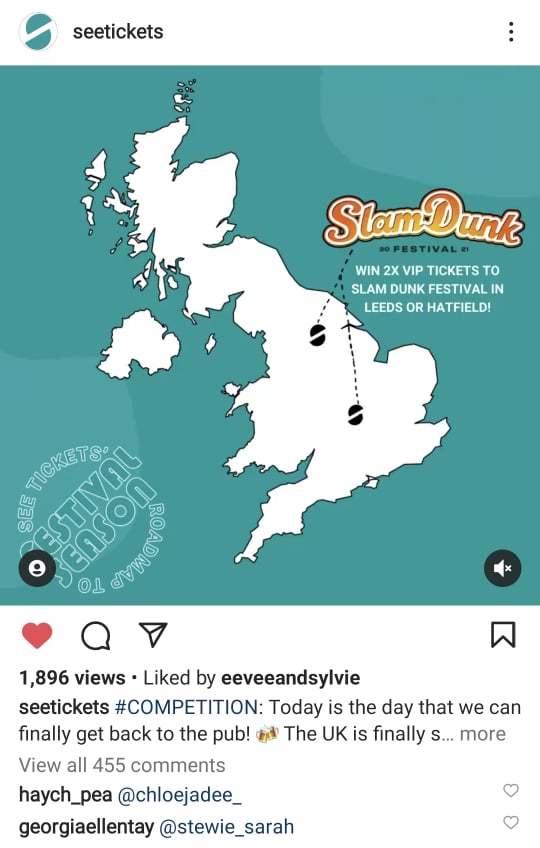 seetickets
Slam Dunk
20 FESTIVAL 21
WIN 2X VIP TICKETS TO
SLAM DUNK FESTIVAL IN
LEEDS OR HATFIELD!
SEE TICKETS'
ROADMAP TO
FESTIVAL
SEASON
1,896 views • Liked by eeveeandsylvie
seetickets #COMPETITION: Today is the day that we can
finally get back to the pub! 🍻 The UK is finally s... more
View all 455 comments
haych_pea @chloejadee_
georgiaellentay @stewie_sarah